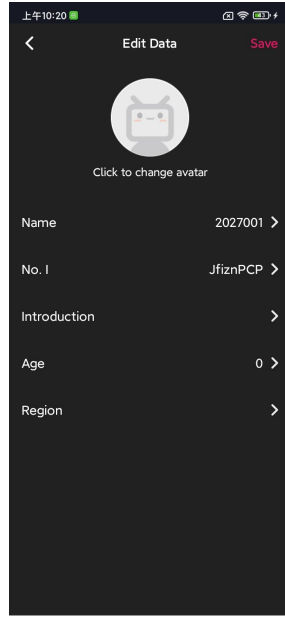 上午10:20
Edit Data
Save
Click to change avatar
Name 2027001
No. I JfiznPCP
Introduction
Age 0
Region